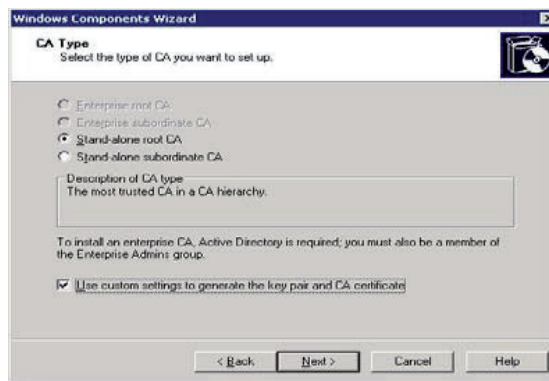 Windows Components Wizard
CA Type
Select the type of CA you want to set up.
Enterprise root CA
Enterprise subordinate CA
Stand-alone root CA
Stand-alone subordinate CA
Description of CA type
The most trusted CA in a CA hierarchy.
To install an enterprise CA, Active Directory is required; you must also be a member of
the Enterprise Admins group.
Use custom settings to generate the key pair and CA certificate
< Back Next > Cancel Help